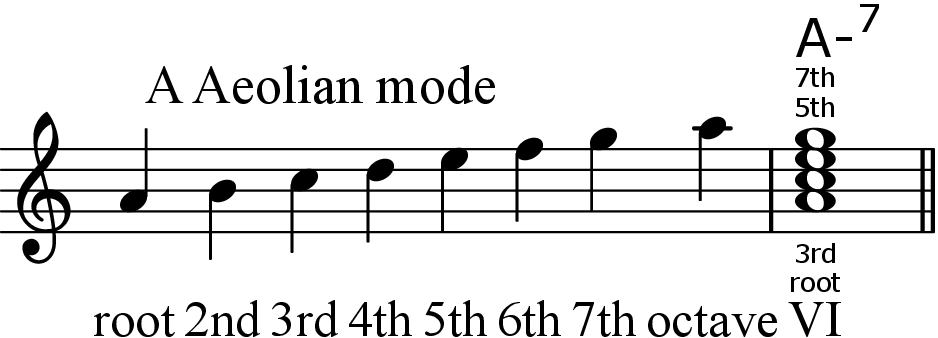 A-7
7th
5th
A Aeolian mode
3rd
root
root 2nd 3rd 4th 5th 6th 7th octave VI